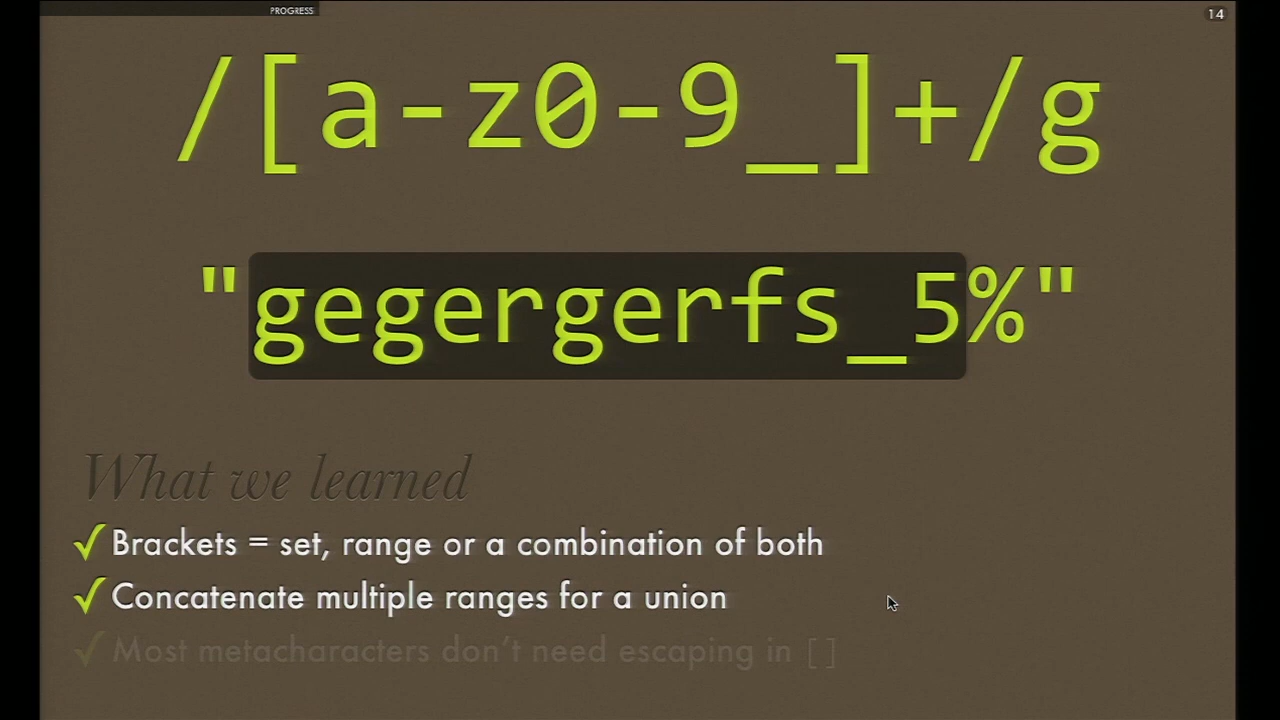 PROGRESS
14
/[a-z0-9_]+/g
"gegergerfs_5%"
What we learned
✓ Brackets = set, range or a combination of both
✓ Concatenate multiple ranges for a union
✓ Most metacharacters don't need escaping in []